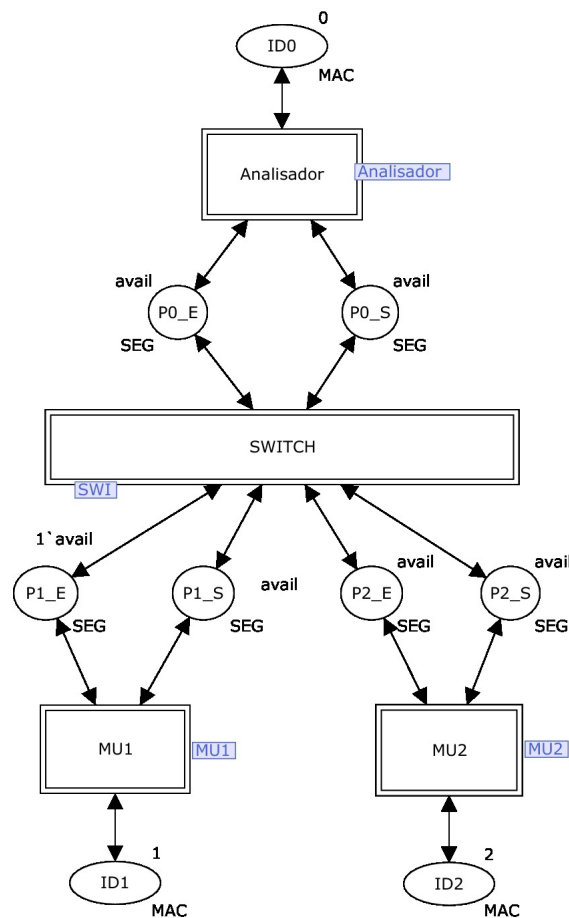 0
ID0
MAC
Analisador
Analisador
avail
avail
P0_E
P0_S
SEG
SEG
SWITCH
SWI
1`avail
avail
avail
avail
P1_E
P1_S
P2_E
P2_S
SEG
SEG
SEG
SEG
MU1
MU1
MU2
MU2
1
2
ID1
ID2
MAC
MAC